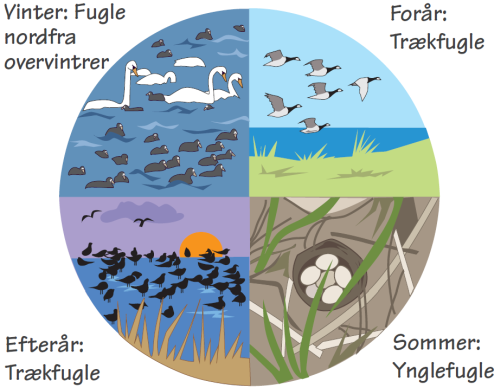 Vinter: Fugle
nordfra
overvintrer
Forår:
Trækfugle
Efterår:
Trækfugle
Sommer:
Ynglefugle